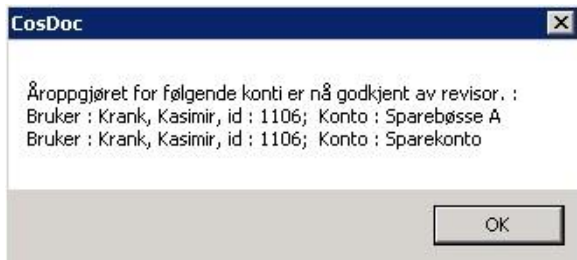 CosDoc
Åroppgjøret for følgende konti er nå godkjent av revisor. :
Bruker : Krank, Kasimir, id : 1106; Konto : Sparebøsse A
Bruker : Krank, Kasimir, id : 1106; Konto : Sparekonto
OK